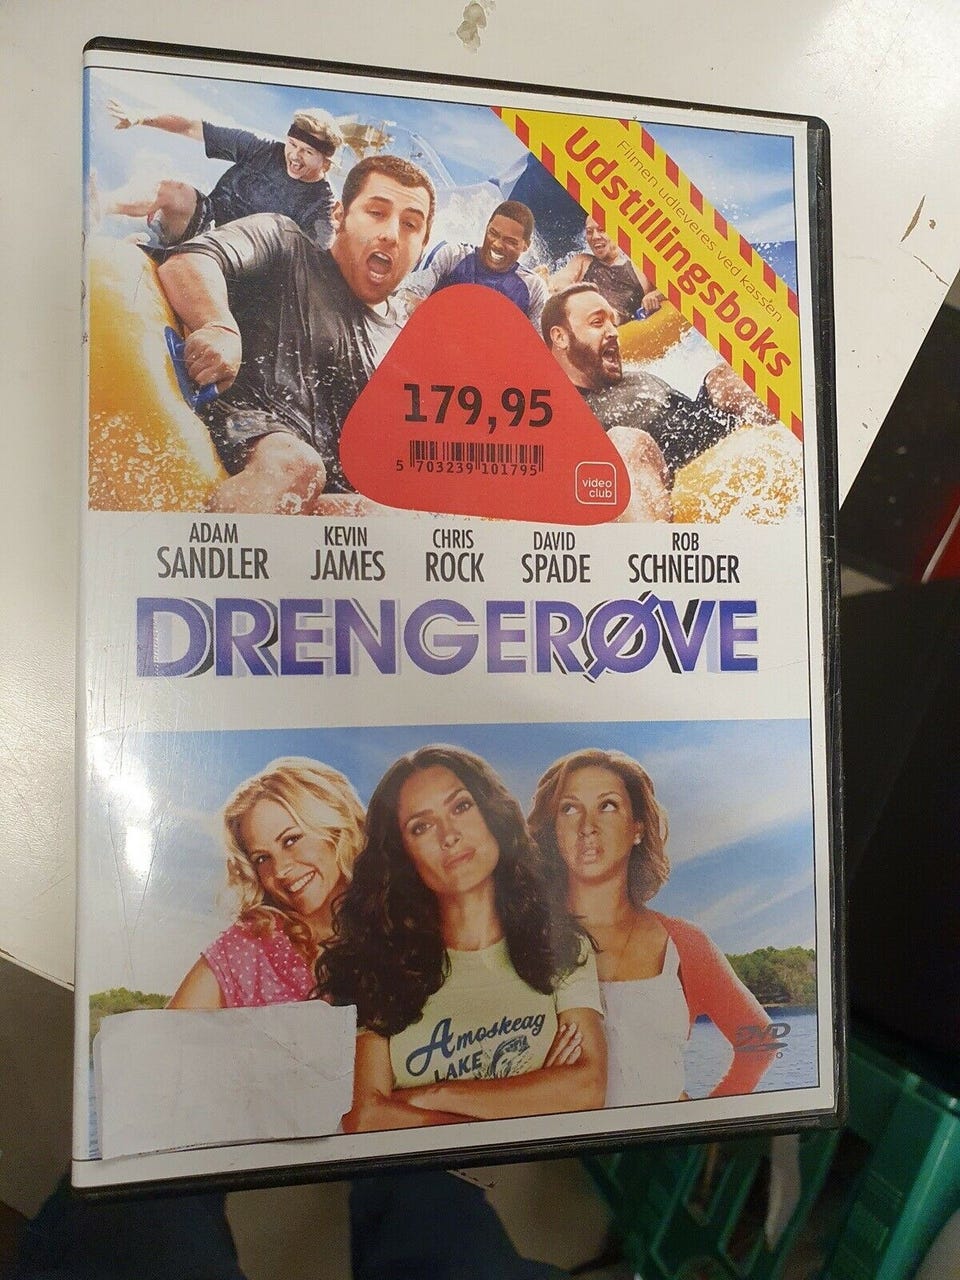 Filmen udleveres ved kassen
Udstillingsboks
179,95
5 703239 101795
video
club
ADAM
SANDLER
KEVIN
JAMES
CHRIS
ROCK
DAVID
SPADE
ROB
SCHNEIDER
DRENGERØVE
Amoskeag
LAKE
DVD